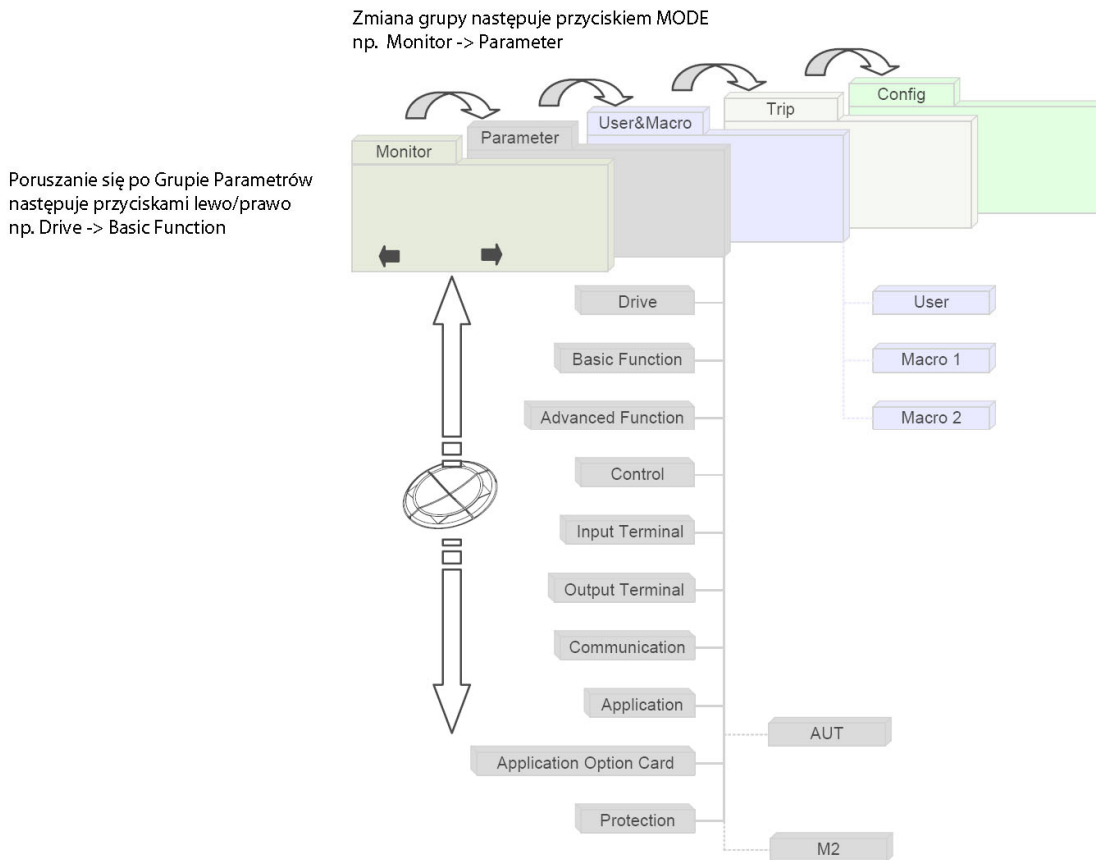 Zmiana grupy następuje przyciskiem MODE
np. Monitor -> Parameter
Monitor
Parameter
User&Macro
Trip
Config
Poruszanie się po Grupie Parametrów
następuje przyciskami lewo/prawo
np. Drive -> Basic Function
Drive
Basic Function
Advanced Function
Control
Input Terminal
Output Terminal
Communication
Application
Application Option Card
Protection
User
Macro 1
Macro 2
AUT
M2